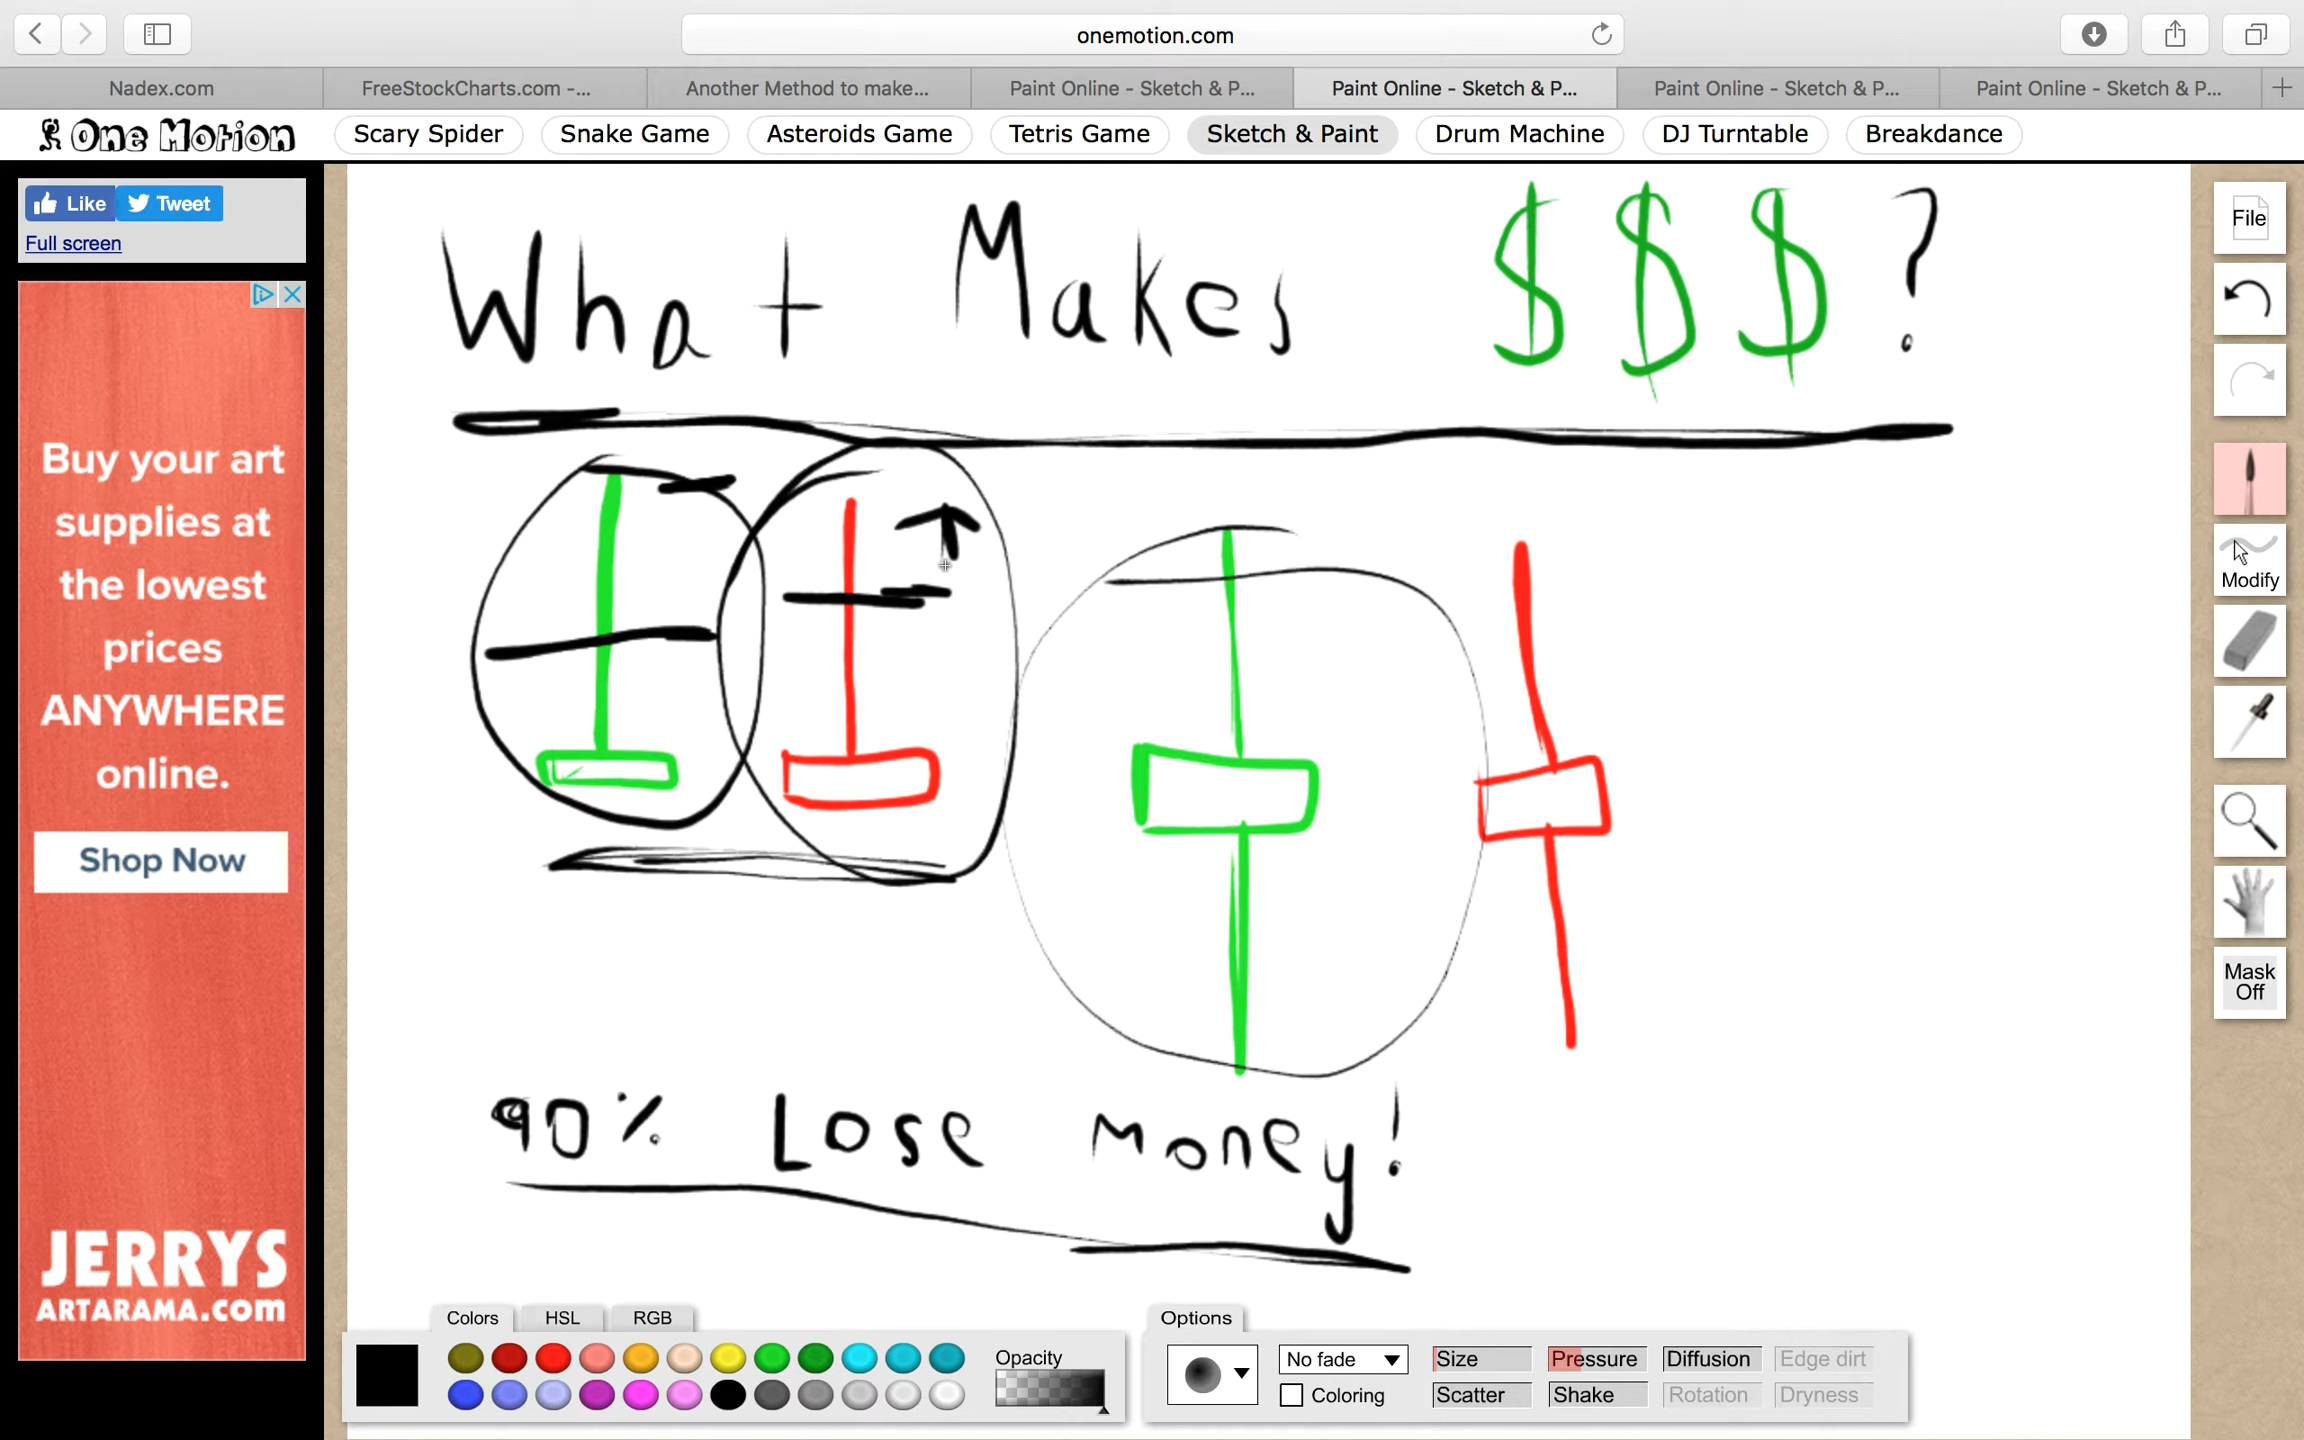 onemotion.com
Nadex.com
FreeStockCharts.com -...
Another Method to make...
Paint Online - Sketch & P...
Paint Online - Sketch & P...
Paint Online - Sketch & P...
Paint Online - Sketch & P...
One Motion
Scary Spider
Snake Game
Asteroids Game
Tetris Game
Sketch & Paint
Drum Machine
DJ Turntable
Breakdance
Like
Tweet
Full screen
Buy your art
supplies at
the lowest
prices
ANYWHERE
online.
Shop Now
JERRYS
ARTARAMA.com
What Makes $$$?
90% Lose Money!
File
Modify
Mask
Off
Colors
HSL
RGB
Opacity
Options
No fade
Coloring
Size
Pressure
Diffusion
Edge dirt
Scatter
Shake
Rotation
Dryness